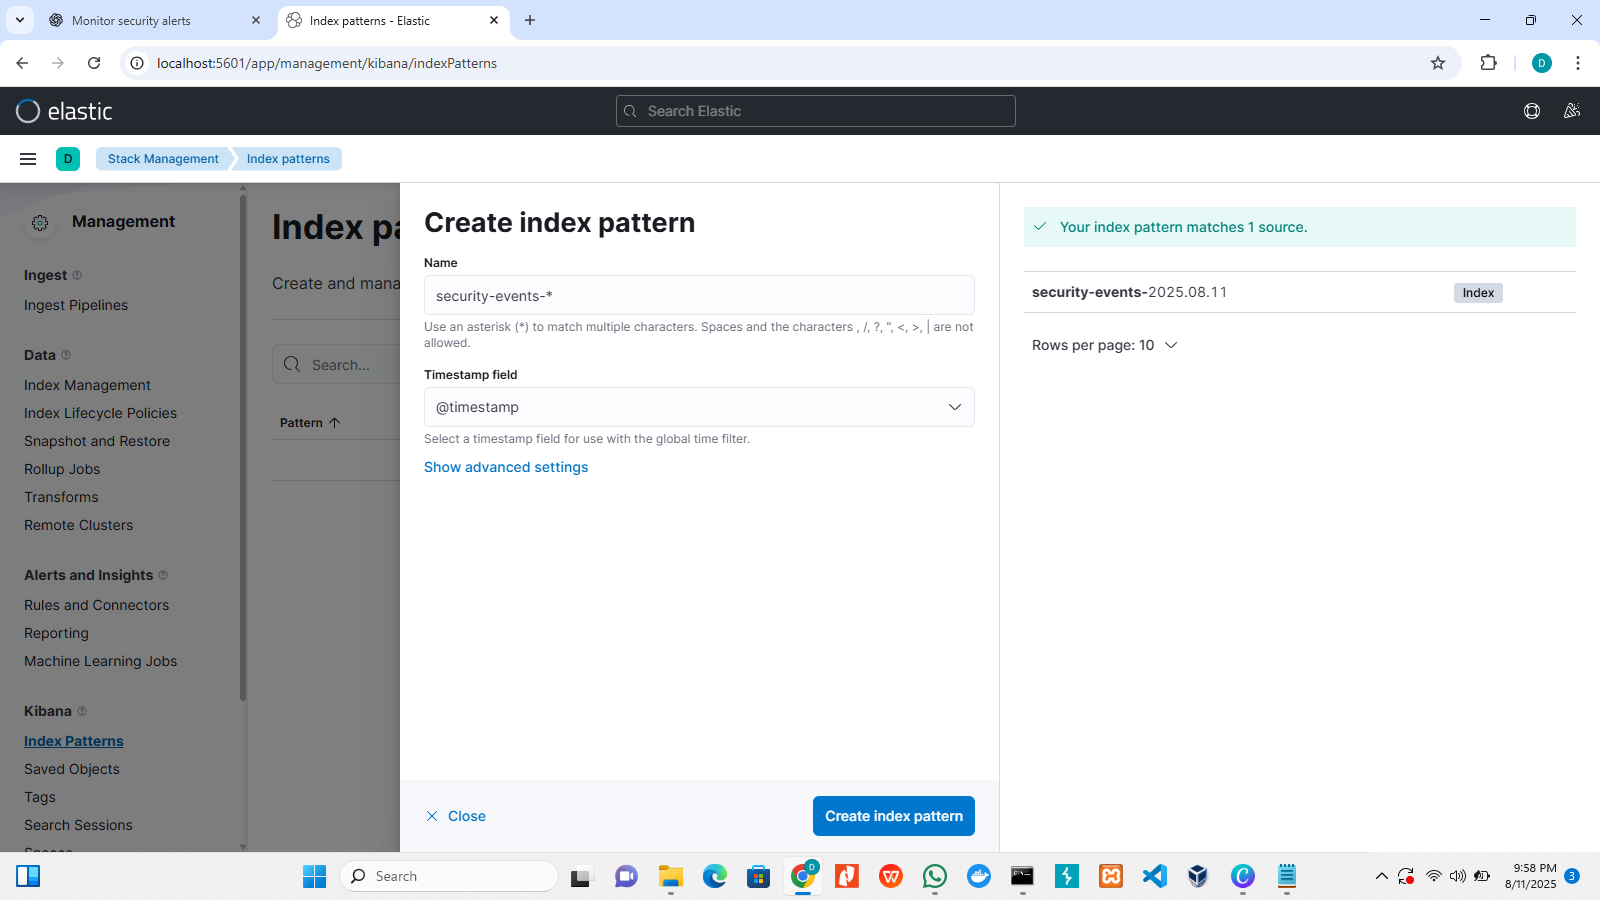 Monitor security alerts
Index patterns - Elastic
localhost:5601/app/management/kibana/indexPatterns
D
elastic
Search Elastic
D
Stack Management
Index patterns
Management
Ingest
Ingest Pipelines
Data
Index Management
Index Lifecycle Policies
Snapshot and Restore
Rollup Jobs
Transforms
Remote Clusters
Alerts and Insights
Rules and Connectors
Reporting
Machine Learning Jobs
Kibana
Index Patterns
Saved Objects
Tags
Search Sessions
Spaces
Index pa
Create and mana
Search...
Pattern
Create index pattern
Name
security-events-*
Use an asterisk (*) to match multiple characters. Spaces and the characters , /, ?, ", <, >, | are not
allowed.
Timestamp field
@timestamp
Select a timestamp field for use with the global time filter.
Show advanced settings
Close
Create index pattern
Your index pattern matches 1 source.
security-events-2025.08.11
Index
Rows per page: 10
Search
D
9:58 PM
8/11/2025
3